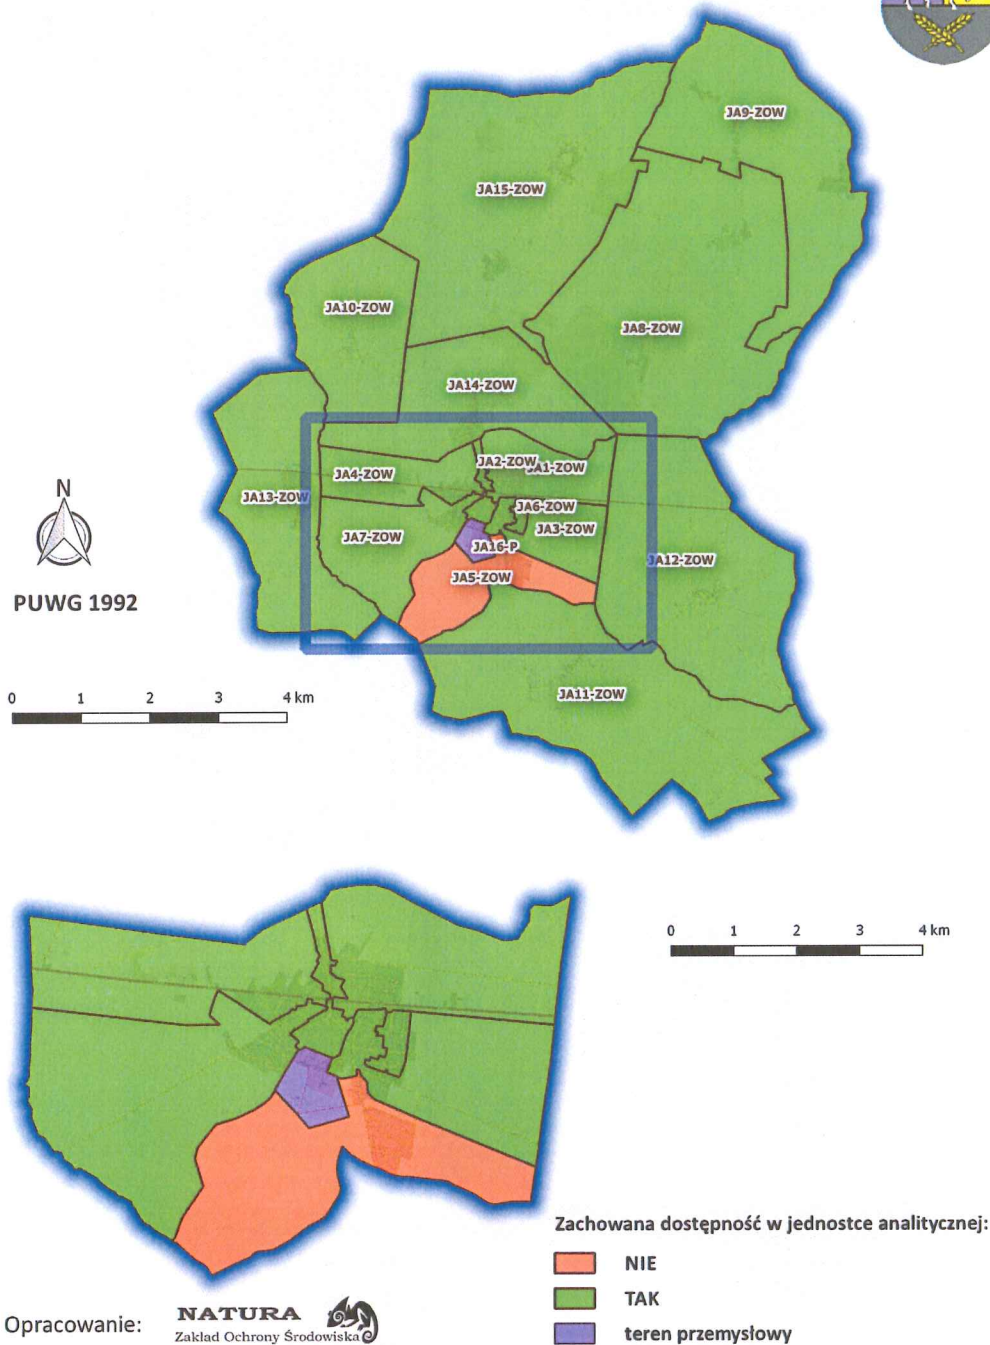 JA9-ZOW
JA15-ZOW
JA10-ZOW
JA8-ZOW
JA14-ZOW
JA2-ZOW
JA1-ZOW
JA4-ZOW
JA13-ZOW
JA6-ZOW
JA3-ZOW
JA7-ZOW
JA16-P
JA12-ZOW
JA5-ZOW
JA11-ZOW
N
PUWG 1992
0 1 2 3 4 km
0 1 2 3 4 km
Zachowana dostępność w jednostce analitycznej:
NIE
TAK
teren przemysłowy
Opracowanie:
NATURA
Zakład Ochrony Środowiska